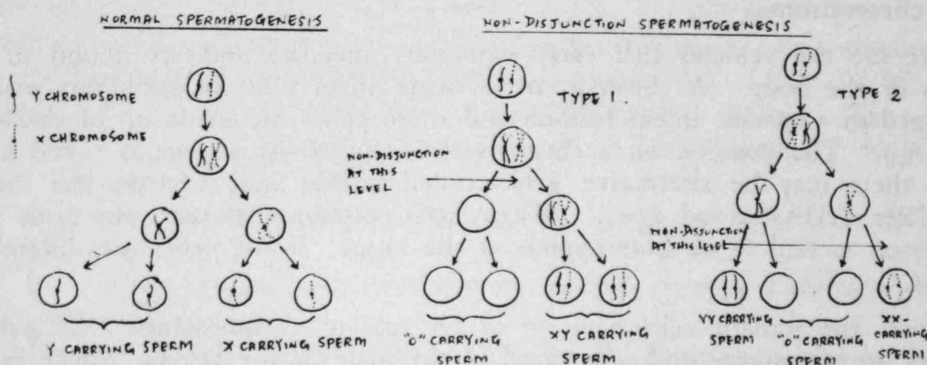 NORMAL SPERMATOGENESIS
NON-DISJUNCTION SPERMATOGENESIS
Y CHROMOSOME
X CHROMOSOME
TYPE 1
TYPE 2
NON-DISJUNCTION
AT THIS
LEVEL
NON-DISJUNCTION
AT THIS LEVEL
Y CARRYING SPERM
X CARRYING SPERM
"O" CARRYING
SPERM
XY CARRYING
SPERM
YY CARRYING
SPERM
"O" CARRYING
SPERM
XX-
CARRYING
SPERM